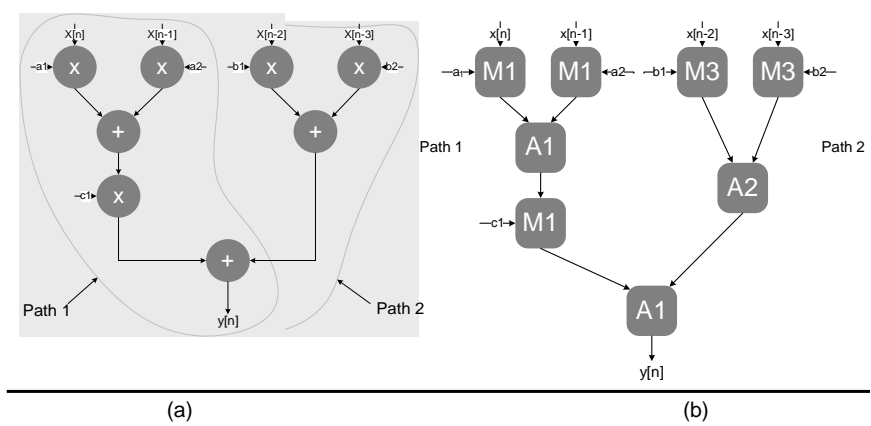 X[n] X[n-1] X[n-2] X[n-3]
a1 x x a2 b1 x x b2
+ +
c1 x
+
Path 1 Path 2
y[n]
(a)
x[n] x[n-1] x[n-2] x[n-3]
a1 M1 M1 a2 b1 M3 M3 b2
Path 1 A1 Path 2
A2
c1 M1
A1
y[n]
(b)